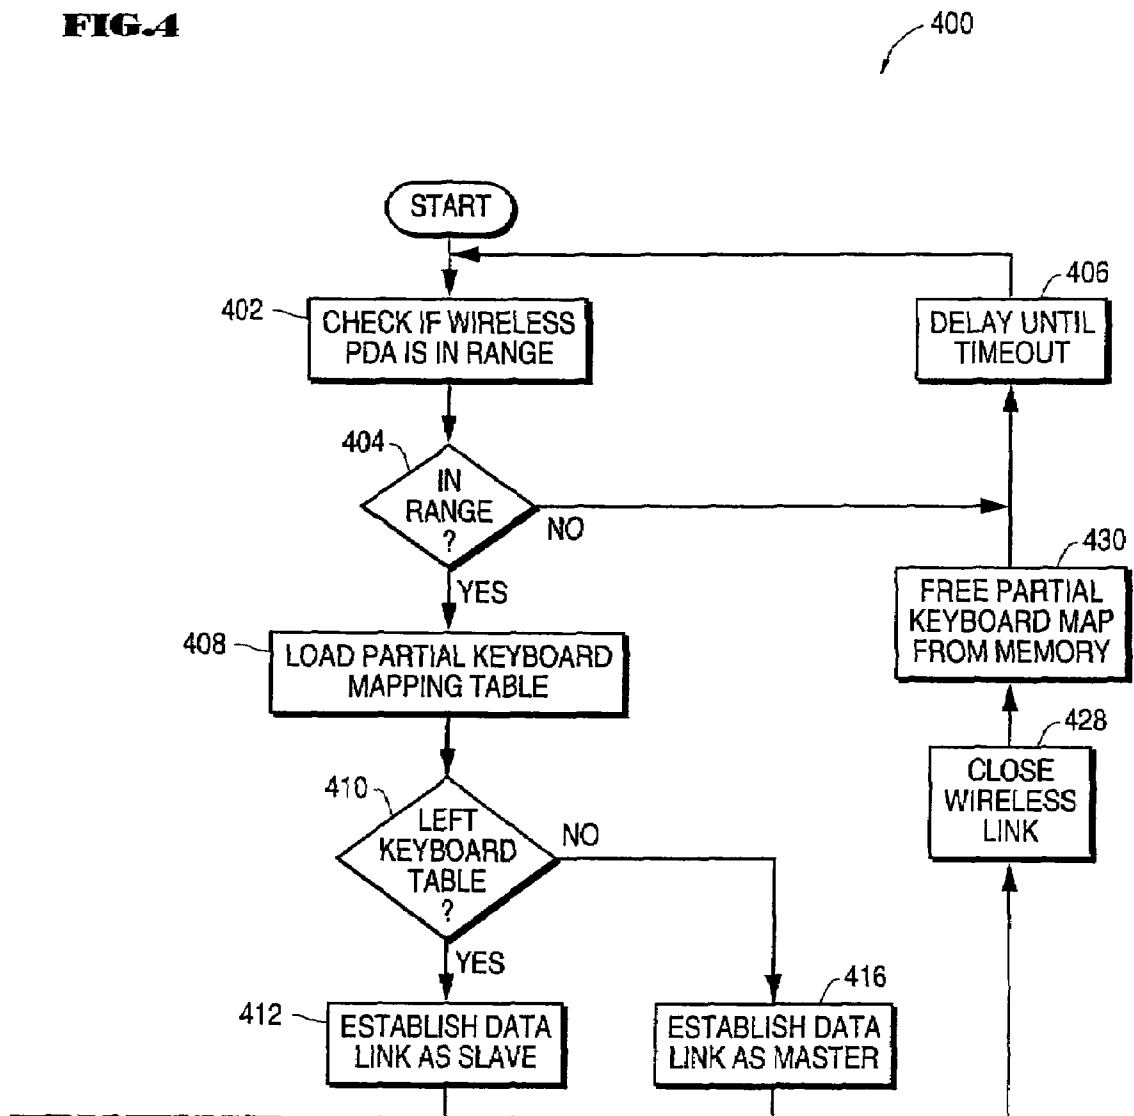 FIG.4
400
START
406
402
CHECK IF WIRELESS
PDA IS IN RANGE
DELAY UNTIL
TIMEOUT
404
IN
RANGE
?
NO
YES
430
FREE PARTIAL
KEYBOARD MAP
FROM MEMORY
408
LOAD PARTIAL KEYBOARD
MAPPING TABLE
428
CLOSE
WIRELESS
LINK
410
LEFT
KEYBOARD
TABLE
?
NO
YES
412
ESTABLISH DATA
LINK AS SLAVE
416
ESTABLISH DATA
LINK AS MASTER